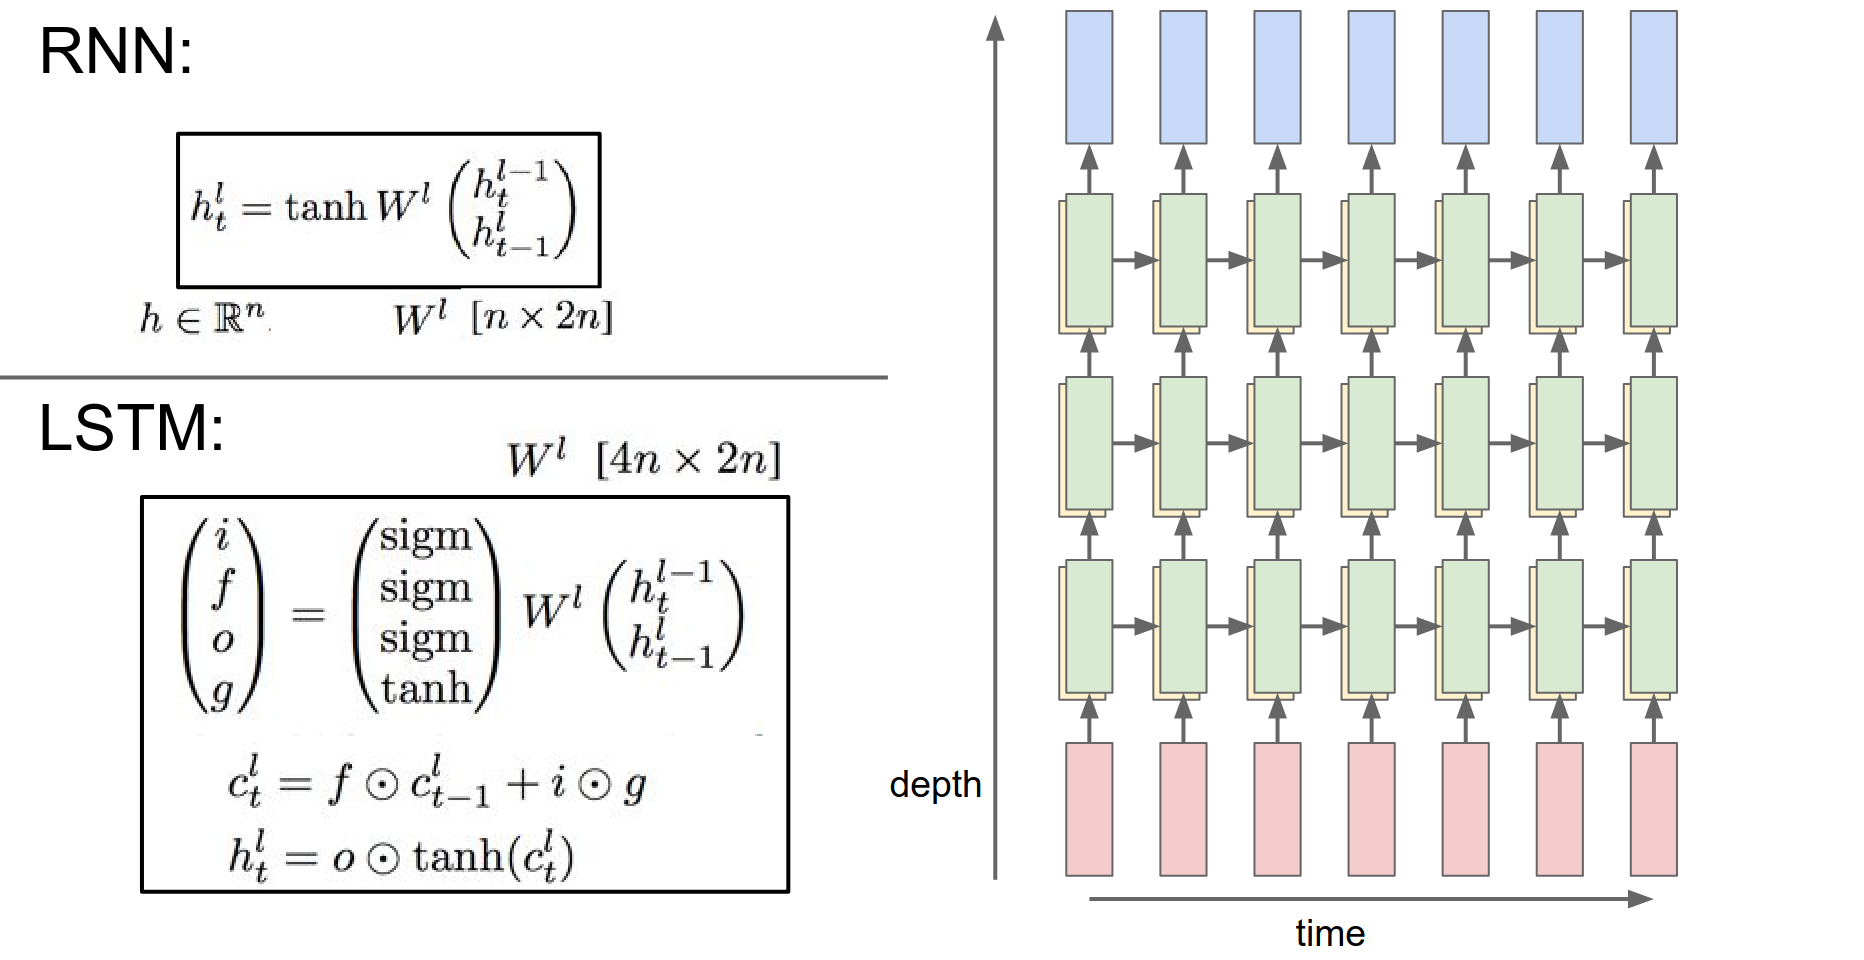 RNN:
$h_t^l = \tanh W^l \begin{pmatrix} h_t^{l-1} \\ h_{t-1}^l \end{pmatrix}$
$h \in \mathbb{R}^n.$ $W^l \ [n \times 2n]$
LSTM:
$W^l \ [4n \times 2n]$
$\begin{pmatrix} i \\ f \\ o \\ g \end{pmatrix} = \begin{pmatrix} \text{sigm} \\ \text{sigm} \\ \text{sigm} \\ \tanh \end{pmatrix} W^l \begin{pmatrix} h_t^{l-1} \\ h_{t-1}^l \end{pmatrix}$
$c_t^l = f \odot c_{t-1}^l + i \odot g$
$h_t^l = o \odot \tanh(c_t^l)$
depth
time